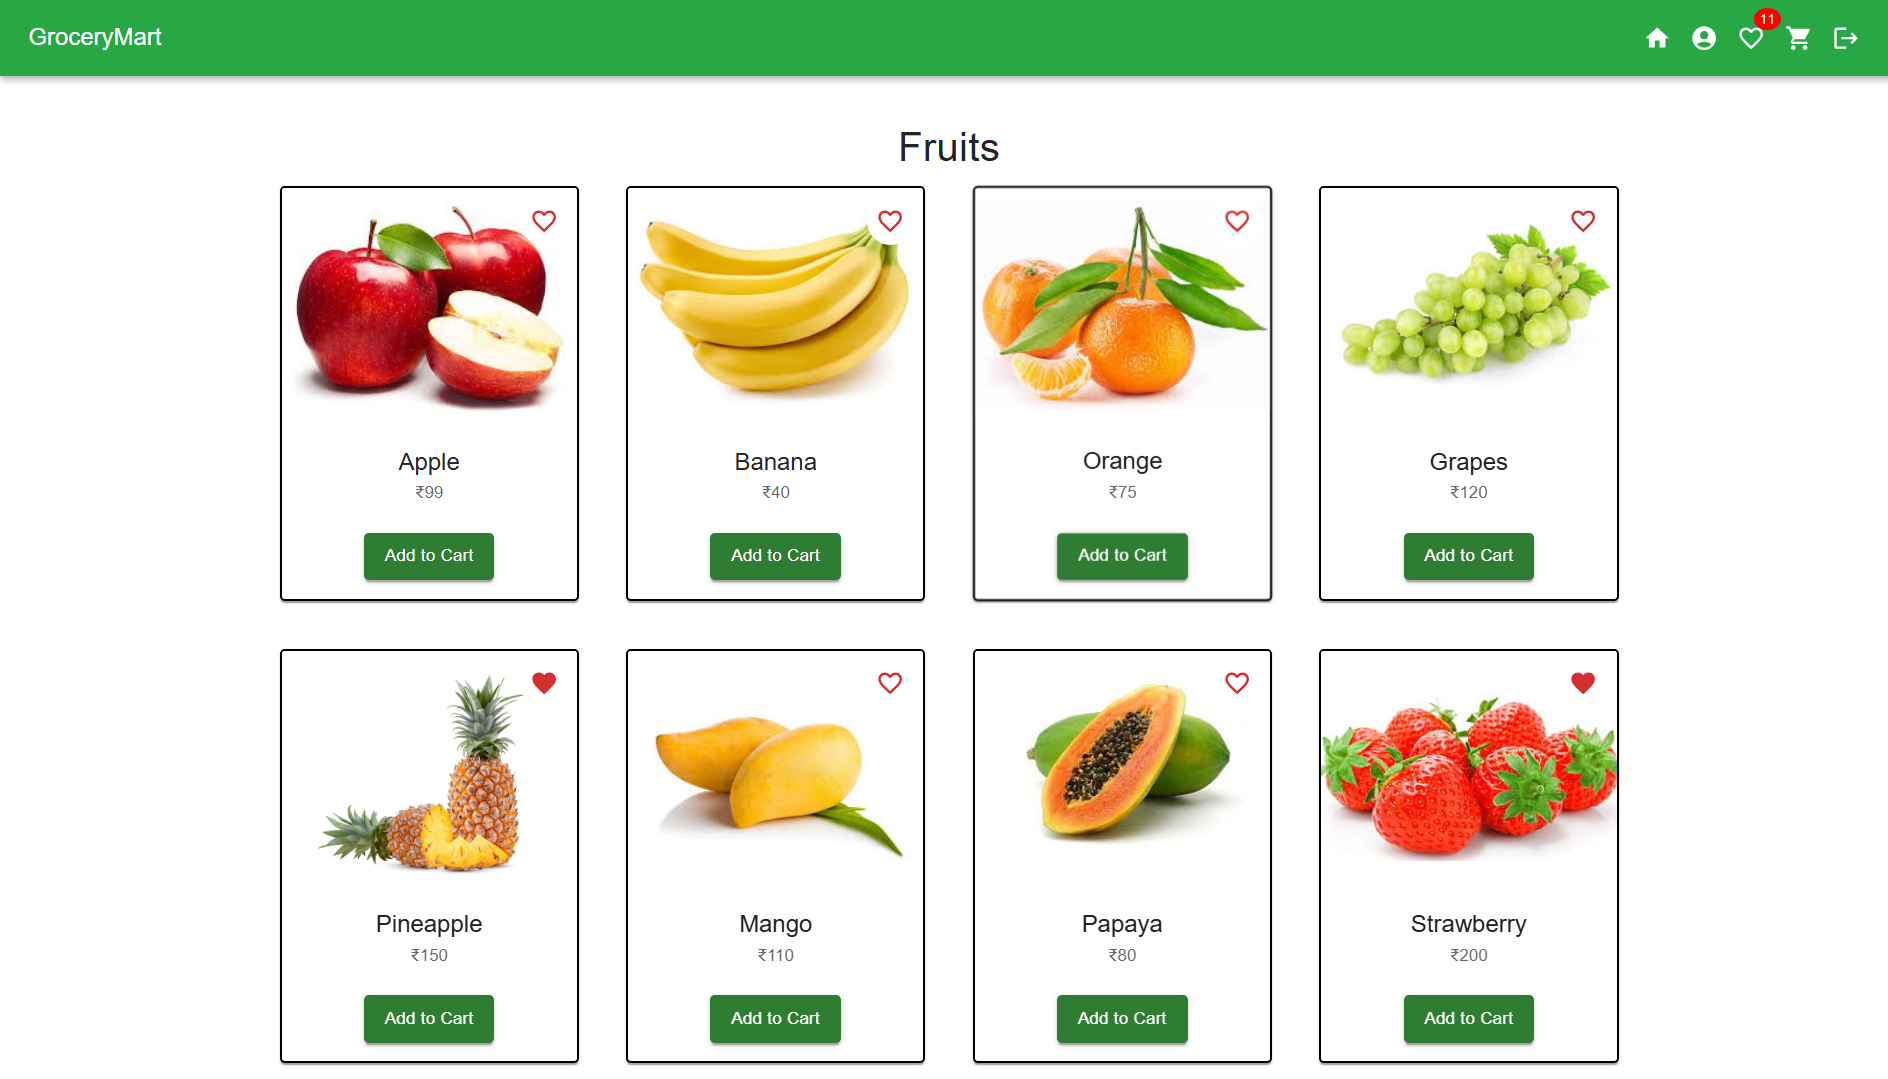 GroceryMart
11
Fruits
Apple
₹99
Add to Cart
Banana
₹40
Add to Cart
Orange
₹75
Add to Cart
Grapes
₹120
Add to Cart
Pineapple
₹150
Add to Cart
Mango
₹110
Add to Cart
Papaya
₹80
Add to Cart
Strawberry
₹200
Add to Cart